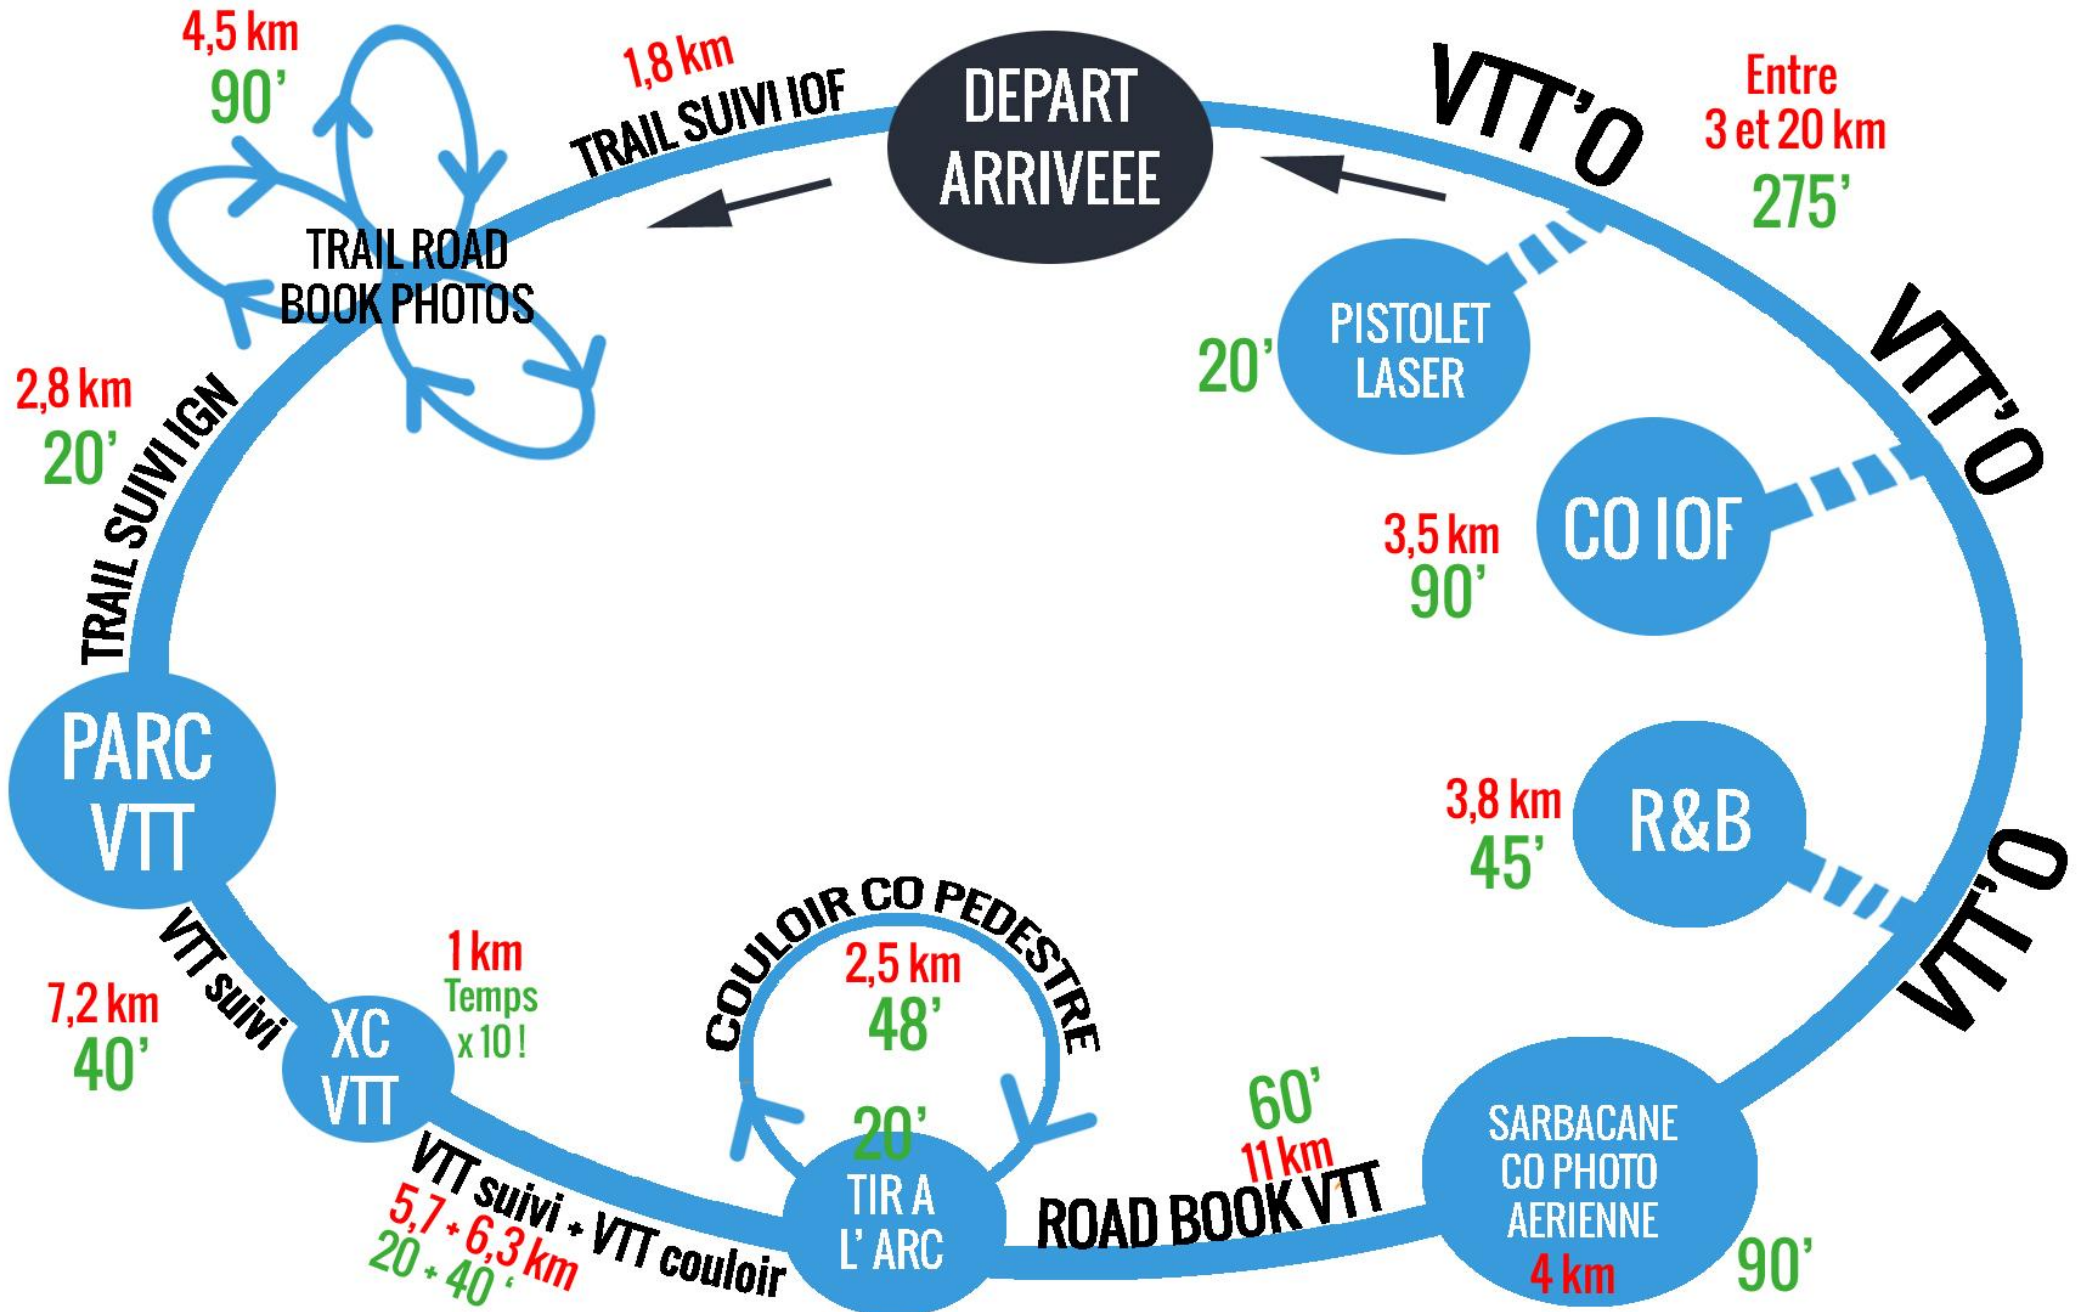 4,5 km
90’
1,8 km
TRAIL SUIVI IOF
DEPART
ARRIVEEE
VTT’O
Entre
3 et 20 km
275’
TRAIL ROAD
BOOK PHOTOS
PISTOLET
LASER
20’
VTT’O
2,8 km
20’
TRAIL SUIVI IGN
CO IOF
3,5 km
90’
PARC
VTT
R&B
3,8 km
45’
VTT’O
VTT suivi
7,2 km
40’
XC
VTT
1 km
Temps
x 10 !
COULOIR CO PEDESTRE
2,5 km
48’
20’
TIR A
L’ ARC
VTT suivi + VTT couloir
5,7 + 6,3 km
20 + 40 ‘
60’
11 km
ROAD BOOK VTT
SARBACANE
CO PHOTO
AERIENNE
4 km
90’